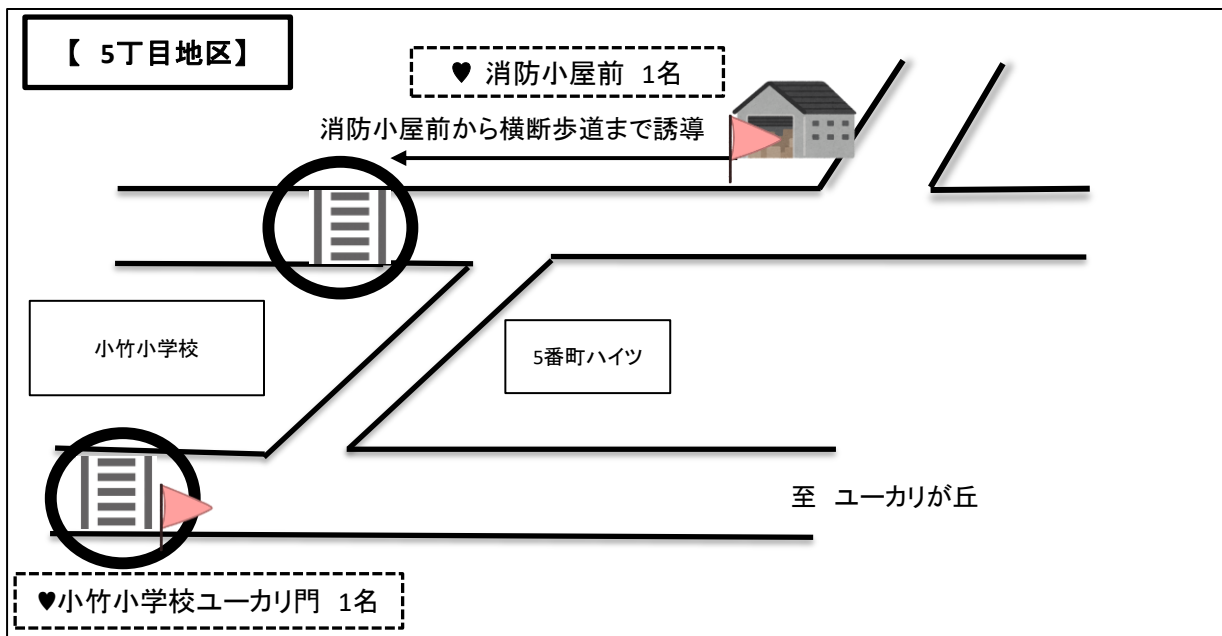 【 5丁目地区】
♥ 消防小屋前 1名
消防小屋前から横断歩道まで誘導
小竹小学校
5番町ハイツ
至 ユーカリが丘
♥小竹小学校ユーカリ門 1名